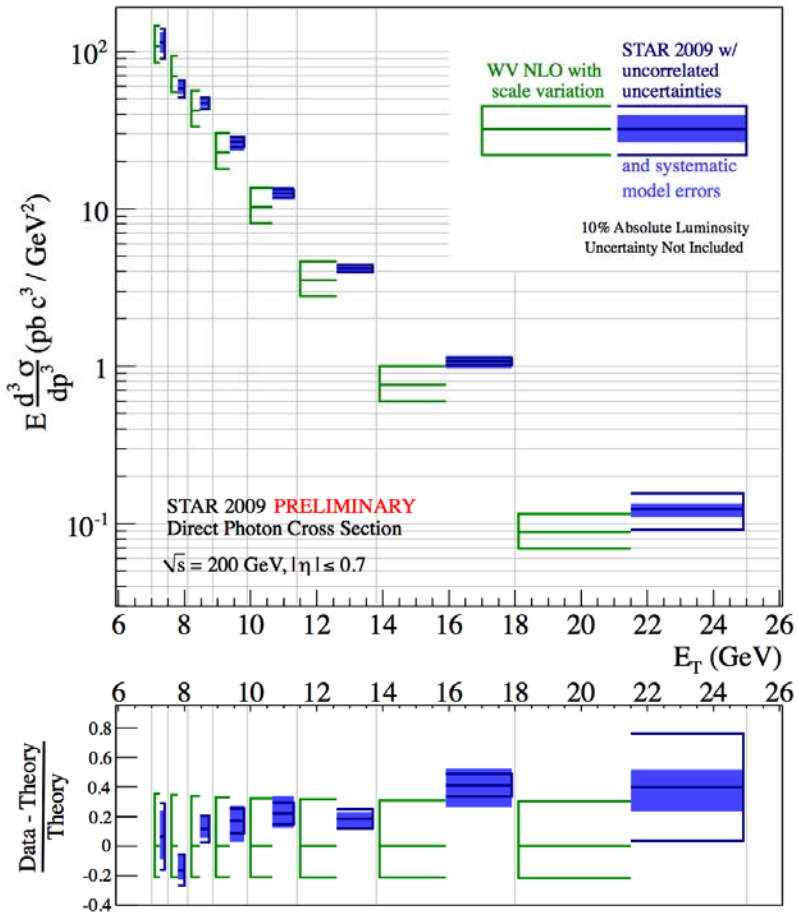 WV NLO with
scale variation
STAR 2009 w/
uncorrelated
uncertainties
and systematic
model errors
10% Absolute Luminosity
Uncertainty Not Included
E d³σ/dp³ (pb c³ / GeV²)
10²
10
1
10⁻¹
STAR 2009 PRELIMINARY
Direct Photon Cross Section
√s = 200 GeV, |η| ≤ 0.7
6 8 10 12 14 16 18 20 22 24 26
E_T (GeV)
6 8 10 12 14 16 18 20 22 24 26
Data - Theory
Theory
0.8
0.6
0.4
0.2
0
-0.2
-0.4